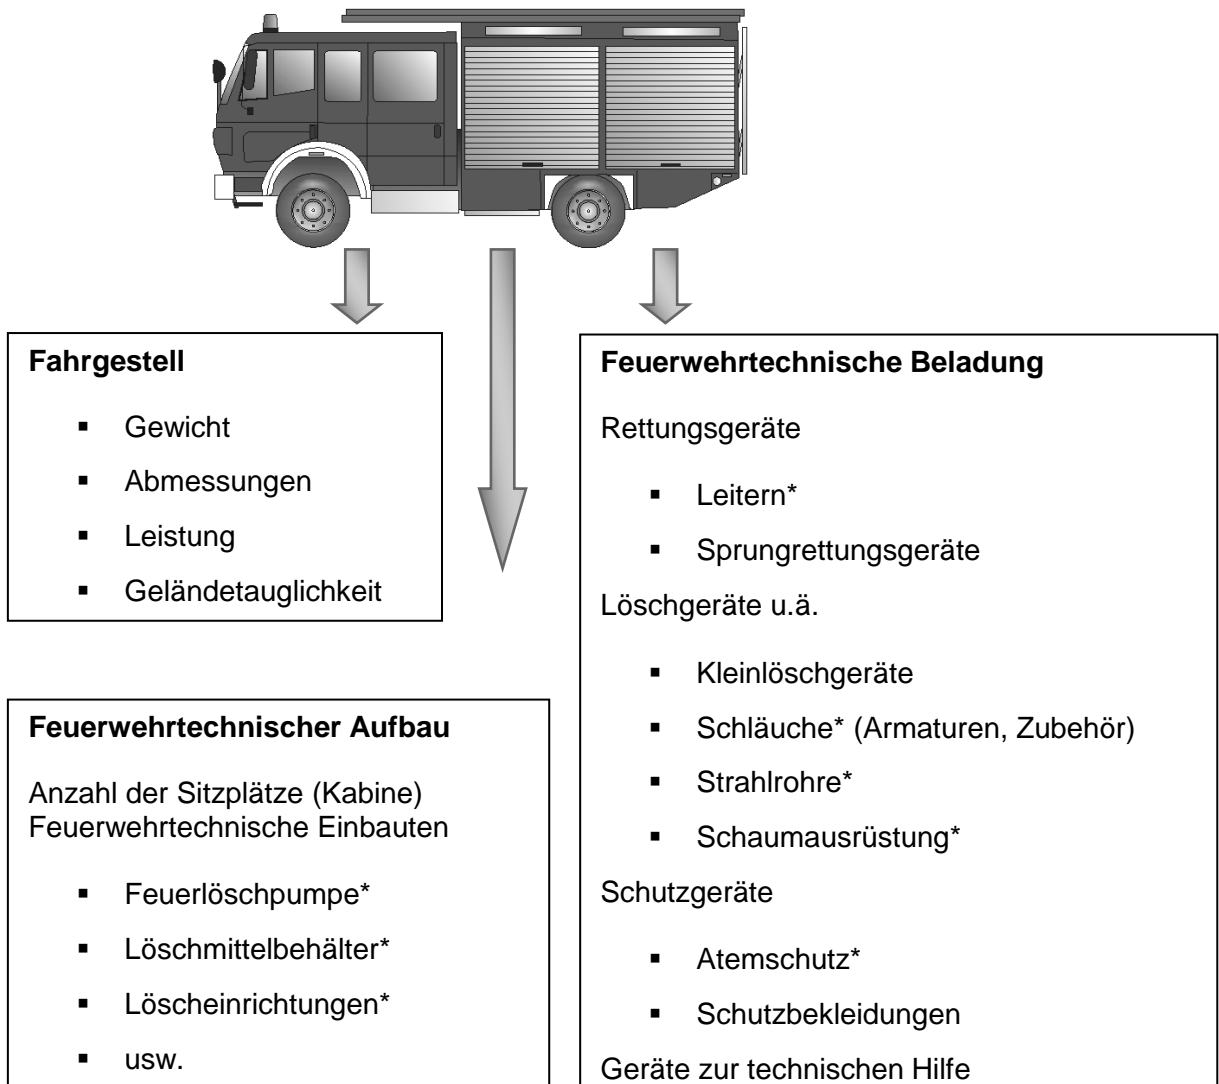 Fahrgestell
▪ Gewicht
▪ Abmessungen
▪ Leistung
▪ Geländetauglichkeit
Feuerwehrtechnischer Aufbau
Anzahl der Sitzplätze (Kabine)
Feuerwehrtechnische Einbauten
▪ Feuerlöschpumpe*
▪ Löschmittelbehälter*
▪ Löscheinrichtungen*
▪ usw.
Feuerwehrtechnische Beladung
Rettungsgeräte
▪ Leitern*
▪ Sprungrettungsgeräte
Löschgeräte u.ä.
▪ Kleinlöschgeräte
▪ Schläuche* (Armaturen, Zubehör)
▪ Strahlrohre*
▪ Schaumausrüstung*
Schutzgeräte
▪ Atemschutz*
▪ Schutzbekleidungen
Geräte zur technischen Hilfe